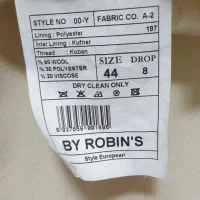 STYLE NO 00-Y FABRIC CO. A-2
197
Lining : Polyester
Inter Lining : Kufner
Thread : Koban
% 50 WOOL
% 30 POLYESTER
% 20 VISCOSE
SIZE DROP
44 8
DRY CLEAN ONLY
BY ROBIN'S
Style European